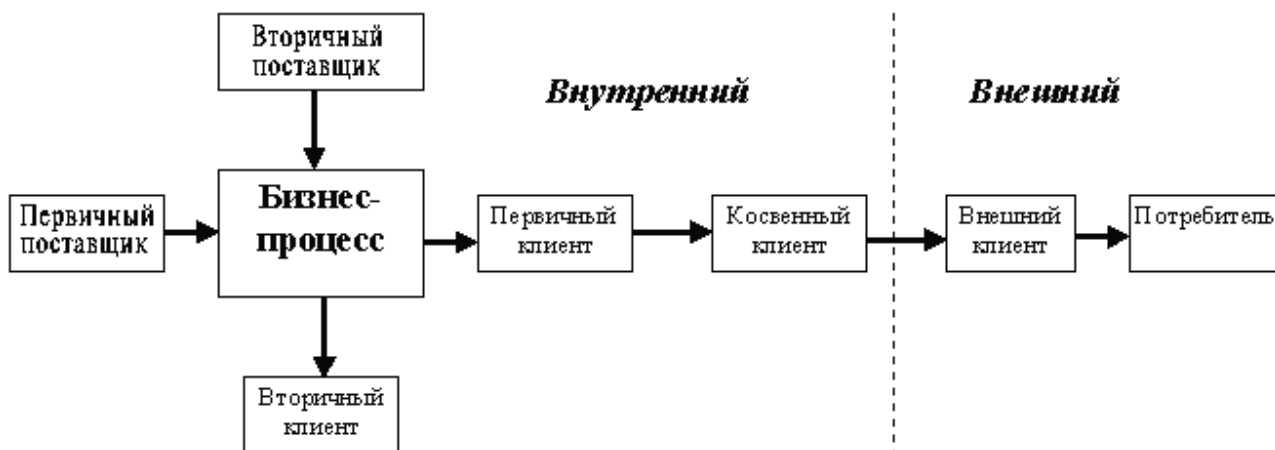 Вторичный
поставщик
Внутренний
Внешний
Первичный
поставщик
Бизнес-
процесс
Первичный
клиент
Косвенный
клиент
Внешний
клиент
Потребитель
Вторичный
клиент